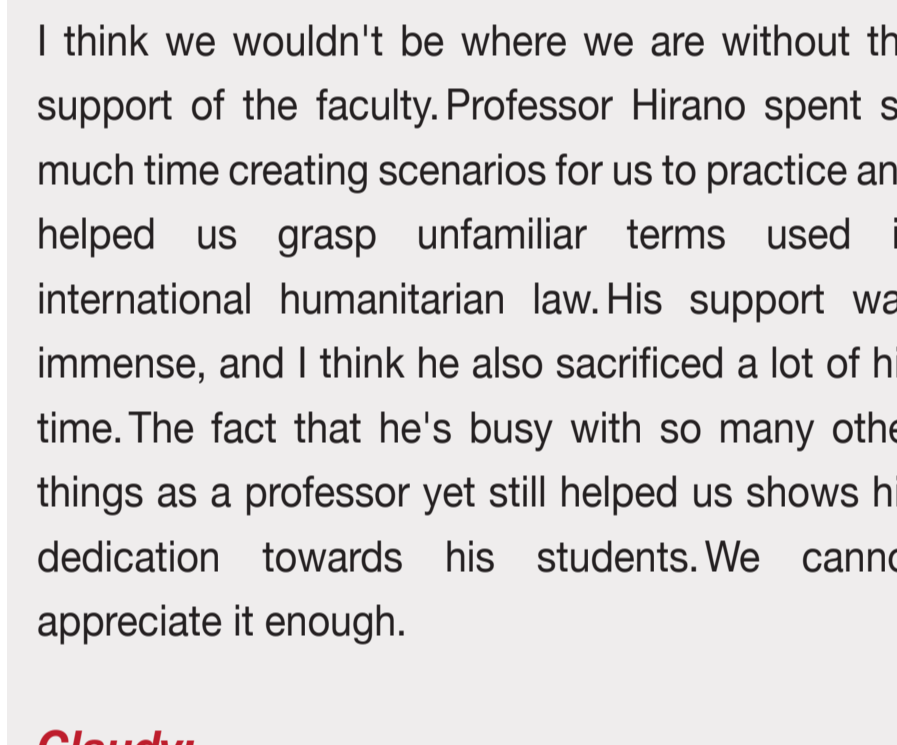 I think we wouldn't be where we are without th
support of the faculty. Professor Hirano spent s
much time creating scenarios for us to practice an
helped us grasp unfamiliar terms used i
international humanitarian law. His support wa
immense, and I think he also sacrificed a lot of hi
time. The fact that he's busy with so many othe
things as a professor yet still helped us shows hi
dedication towards his students. We canno
appreciate it enough.
Claudy: